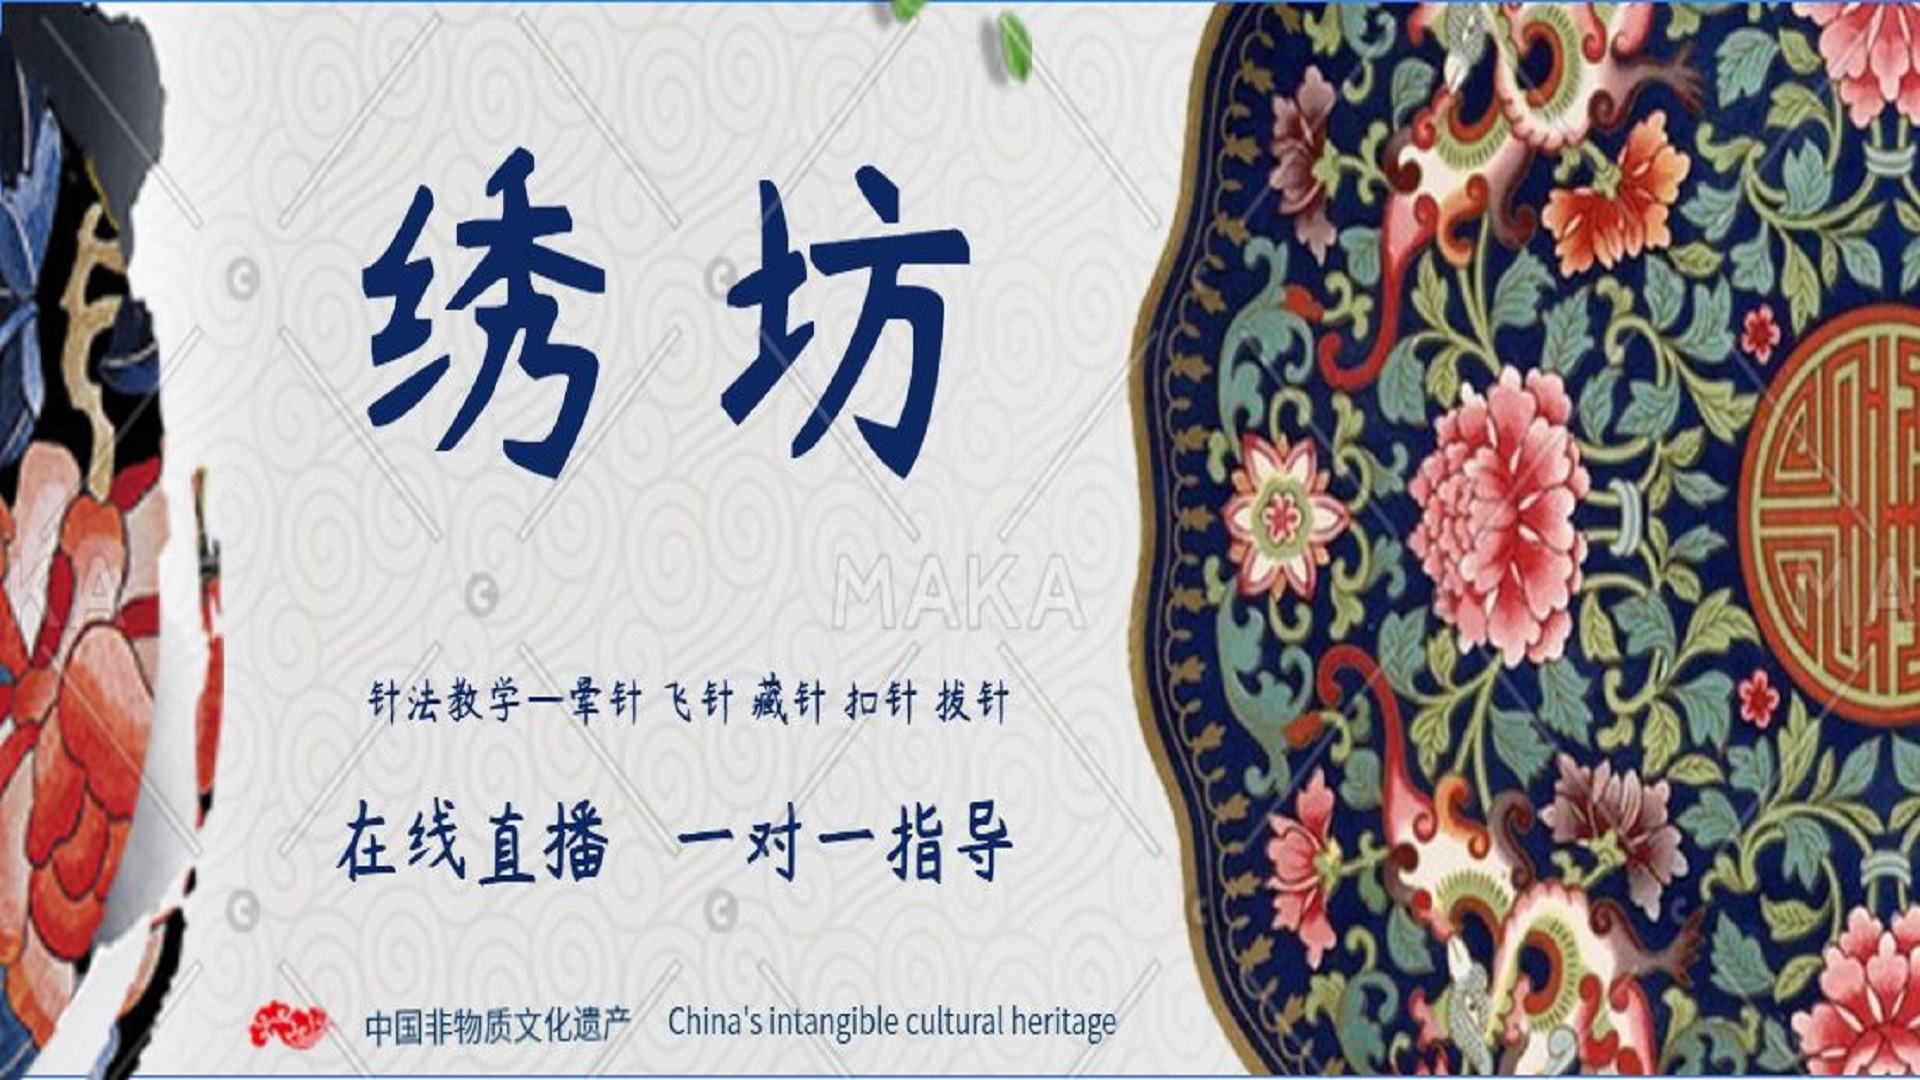 绣 坊
MAKA
针法教学—晕针 飞针 藏针 扣针 拔针
在线直播 一对一指导
中国非物质文化遗产 China's intangible cultural heritage